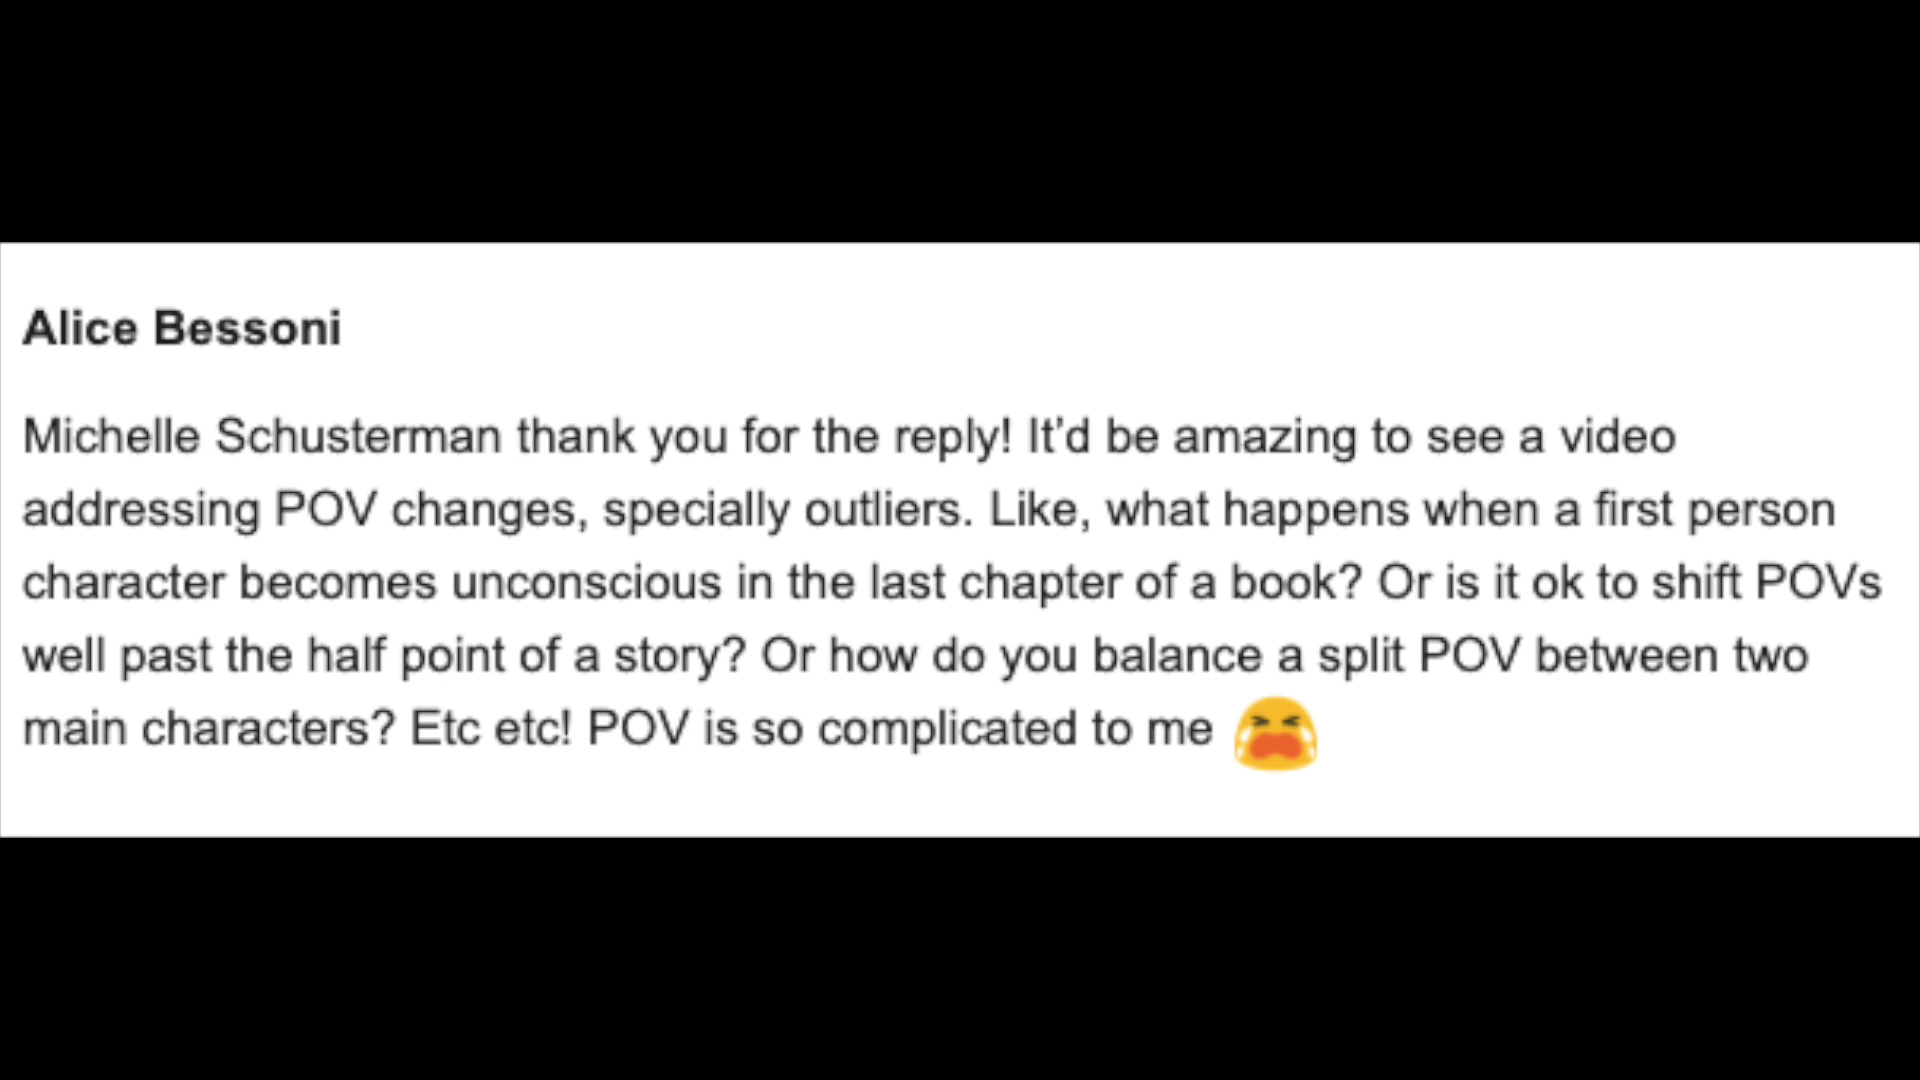 Alice Bessoni
Michelle Schusterman thank you for the reply! It'd be amazing to see a video
addressing POV changes, specially outliers. Like, what happens when a first person
character becomes unconscious in the last chapter of a book? Or is it ok to shift POVs
well past the half point of a story? Or how do you balance a split POV between two
main characters? Etc etc! POV is so complicated to me 😭